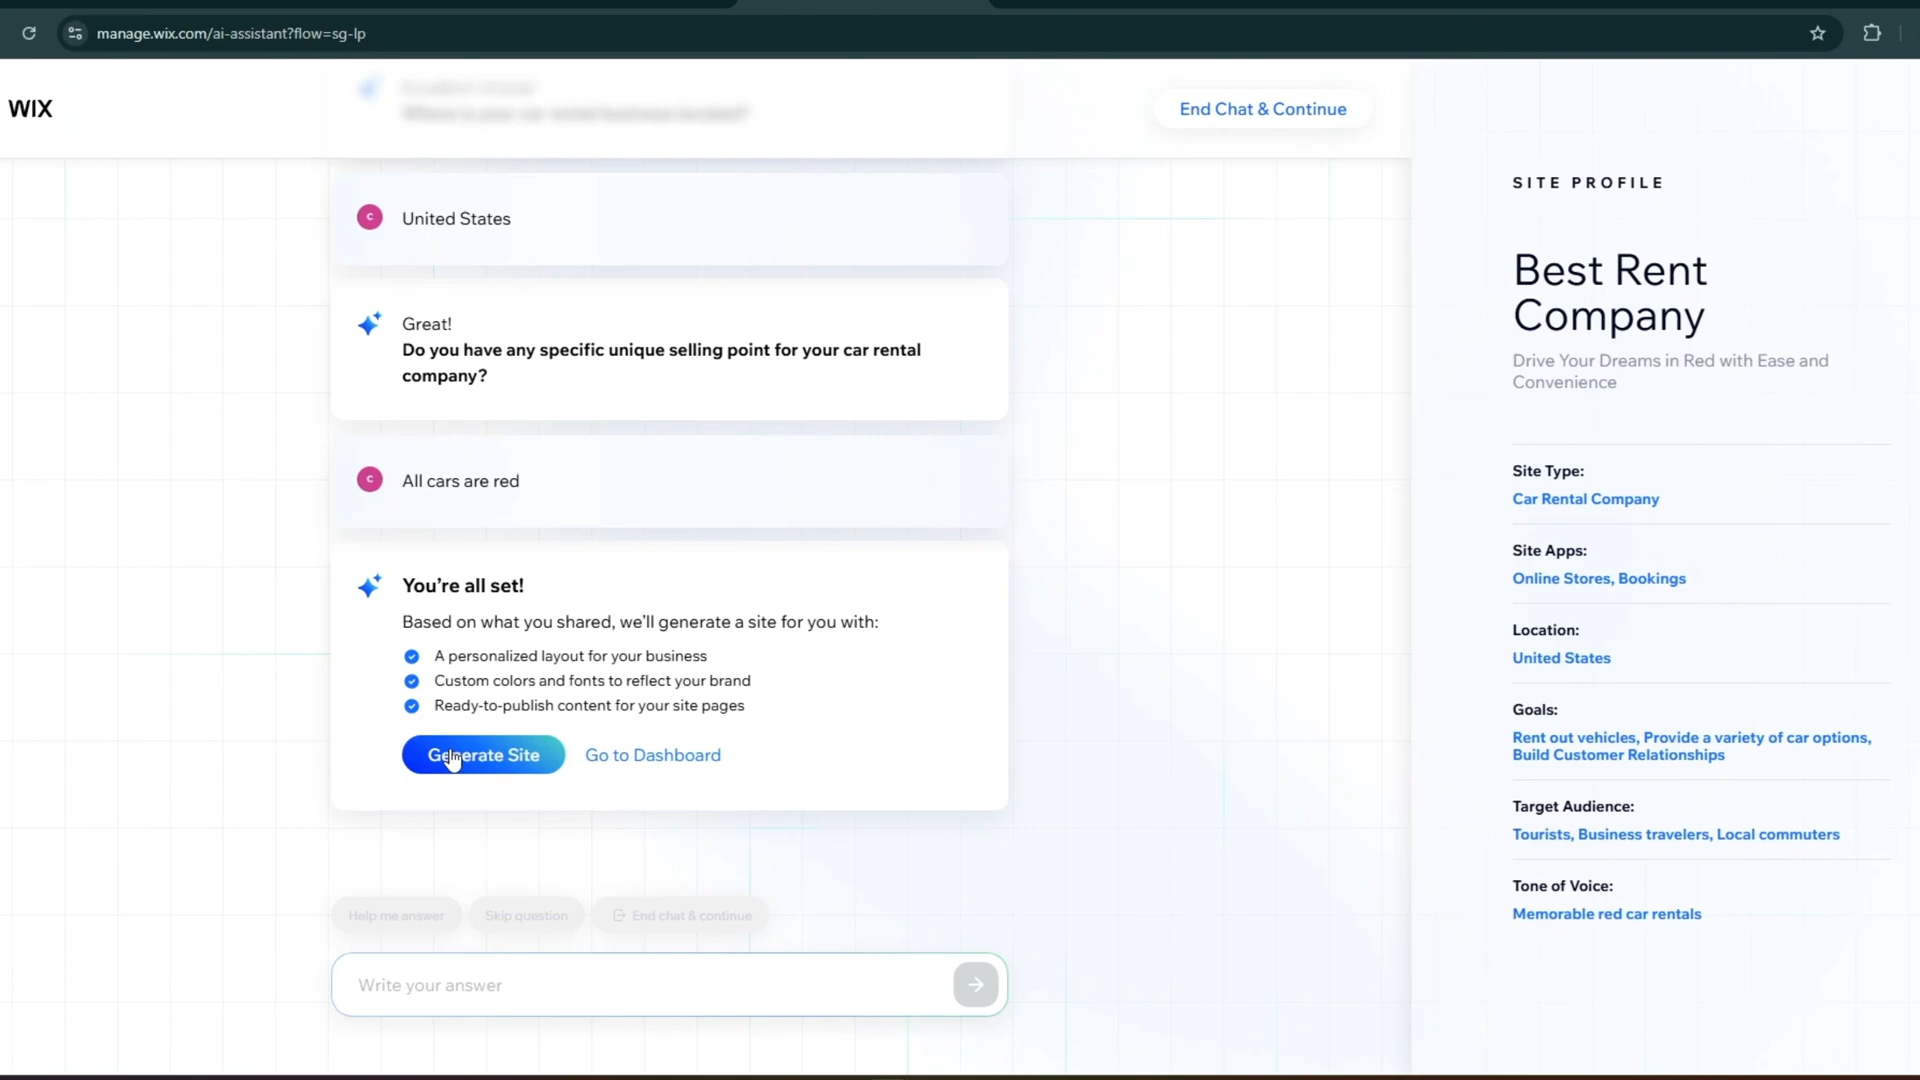 manage.wix.com/ai-assistant?flow=sg-lp
WIX
Where is your car rental business located?
End Chat & Continue
C
United States
Great!
Do you have any specific unique selling point for your car rental
company?
C
All cars are red
You're all set!
Based on what you shared, we'll generate a site for you with:
A personalized layout for your business
Custom colors and fonts to reflect your brand
Ready-to-publish content for your site pages
Generate Site
Go to Dashboard
Help me answer
Skip question
End chat & continue
Write your answer
SITE PROFILE
Best Rent
Company
Drive Your Dreams in Red with Ease and
Convenience
Site Type:
Car Rental Company
Site Apps:
Online Stores, Bookings
Location:
United States
Goals:
Rent out vehicles, Provide a variety of car options,
Build Customer Relationships
Target Audience:
Tourists, Business travelers, Local commuters
Tone of Voice:
Memorable red car rentals